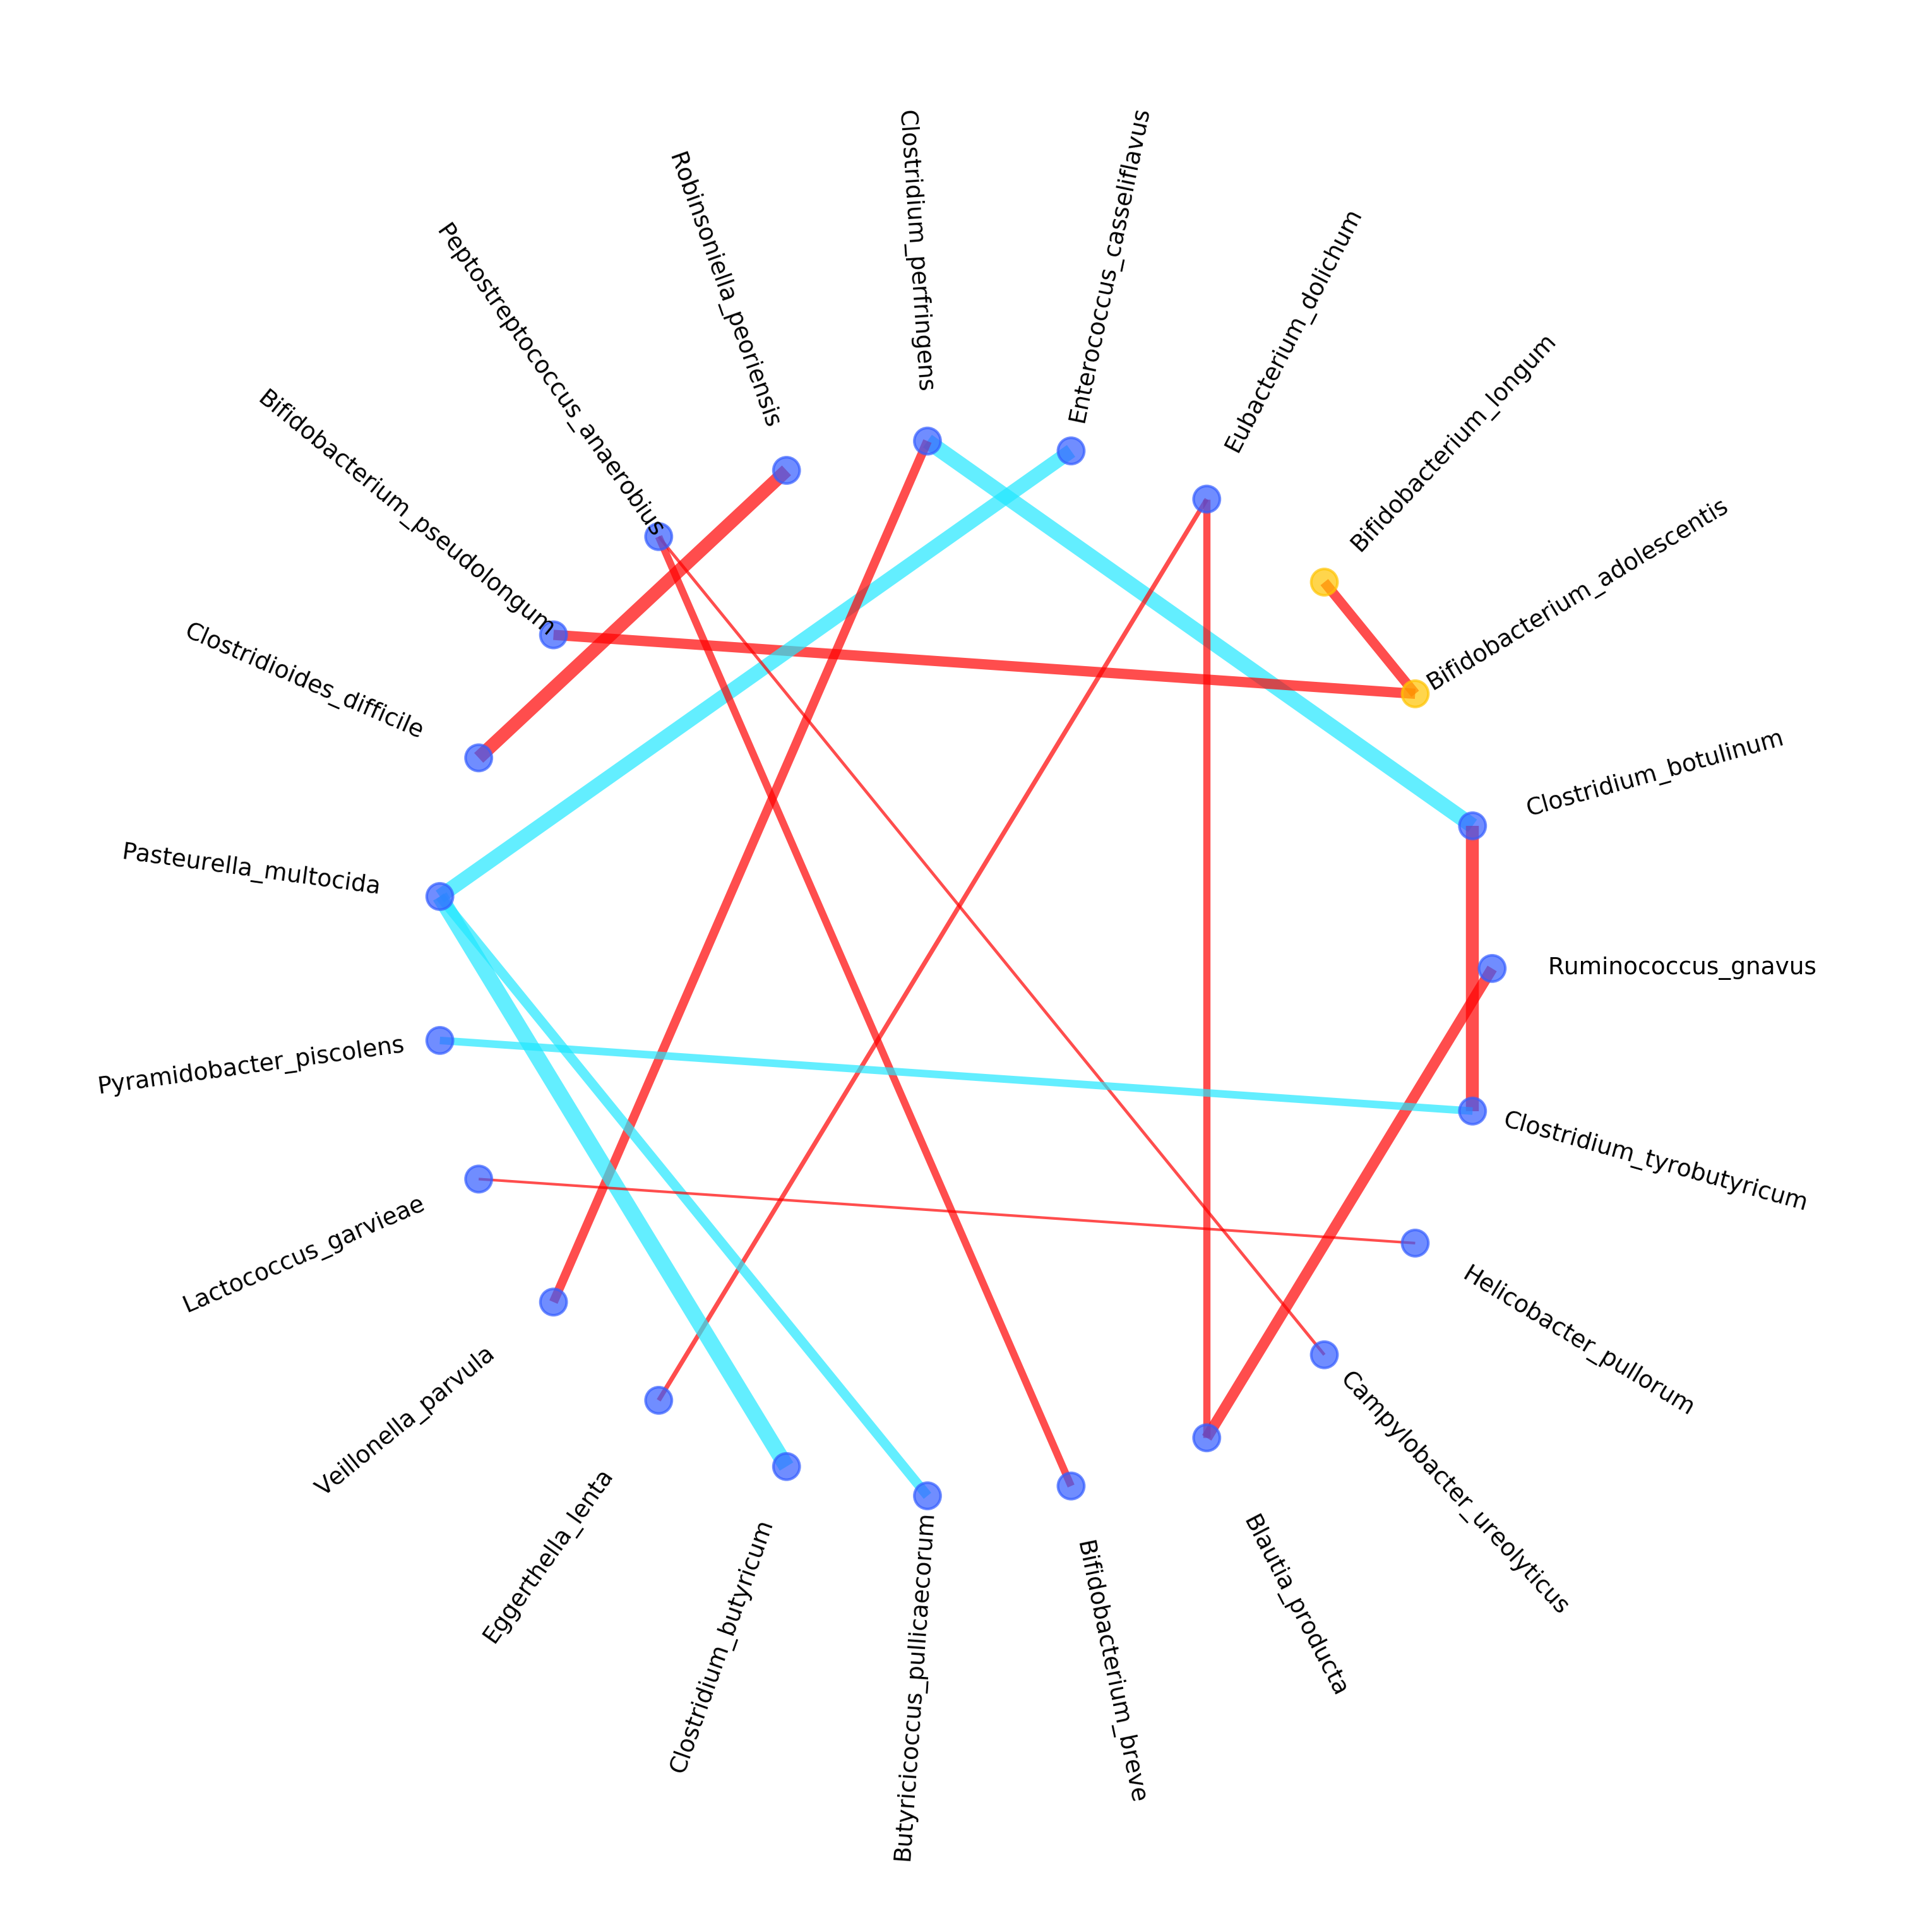 Clostridium_perfringens
Enterococcus_casseliflavus
Eubacterium_dolichum
Bifidobacterium_longum
Bifidobacterium_adolescentis
Clostridium_botulinum
Ruminococcus_gnavus
Clostridium_tyrobutyricum
Helicobacter_pullorum
Campylobacter_ureolyticus
Blautia_producta
Bifidobacterium_breve
Butyricicoccus_pullicaecorum
Clostridium_butyricum
Eggerthella_lenta
Veillonella_parvula
Lactococcus_garvieae
Pyramidobacter_piscolens
Pasteurella_multocida
Clostridioides_difficile
Bifidobacterium_pseudolongum
Peptostreptococcus_anaerobius
Robinsoniella_peoriensis